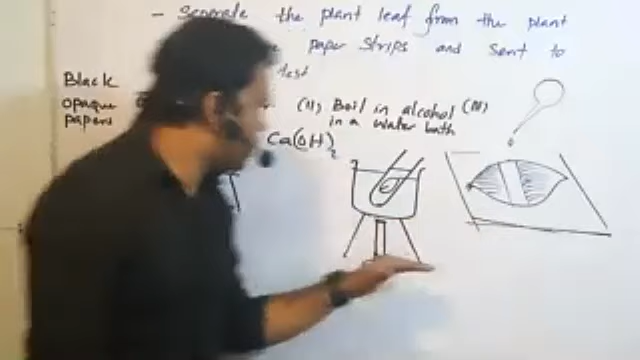 - Seperate the plant leaf from the plant
paper strips and sent to
test
Black
opaque
papers
(II) Boil in alcohol (III)
in a water bath
Ca(OH)2